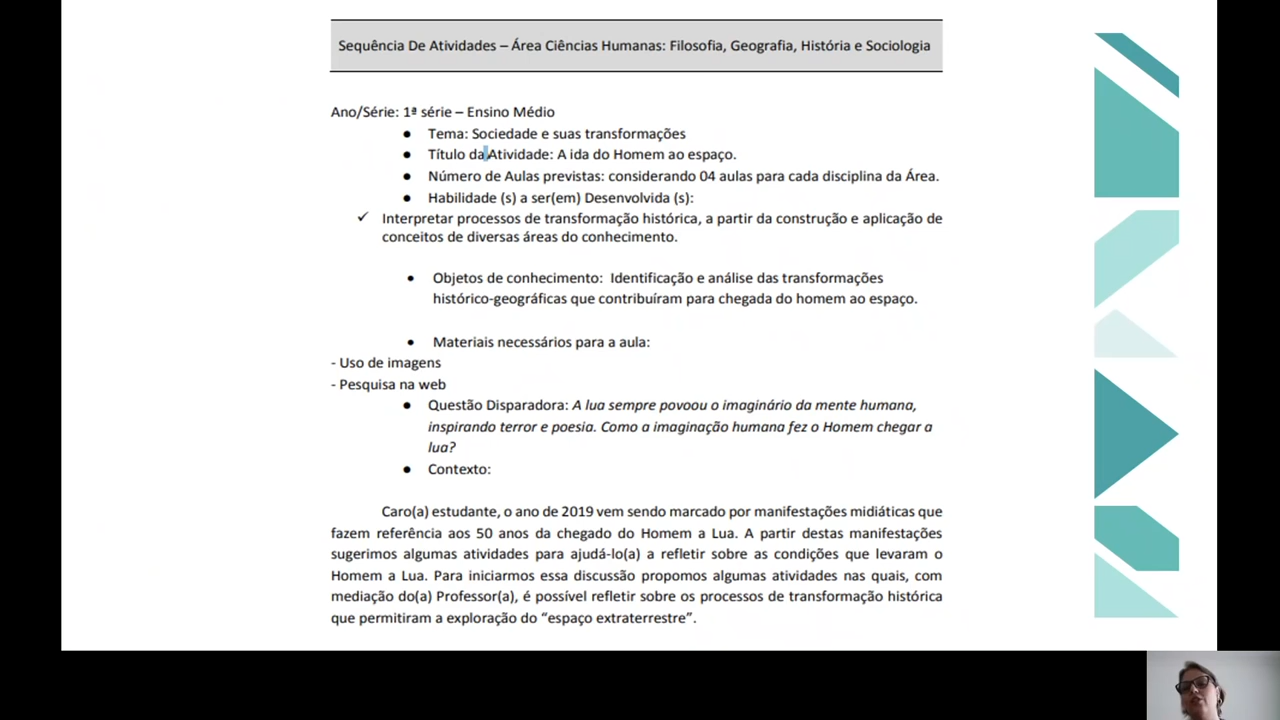 Sequência De Atividades – Área Ciências Humanas: Filosofia, Geografia, História e Sociologia
Ano/Série: 1ª série – Ensino Médio
● Tema: Sociedade e suas transformações
● Título da Atividade: A ida do Homem ao espaço.
● Número de Aulas previstas: considerando 04 aulas para cada disciplina da Área.
● Habilidade (s) a ser(em) Desenvolvida (s):
✓ Interpretar processos de transformação histórica, a partir da construção e aplicação de
conceitos de diversas áreas do conhecimento.
• Objetos de conhecimento: Identificação e análise das transformações
histórico-geográficas que contribuíram para chegada do homem ao espaço.
• Materiais necessários para a aula:
- Uso de imagens
- Pesquisa na web
● Questão Disparadora: A lua sempre povoou o imaginário da mente humana,
inspirando terror e poesia. Como a imaginação humana fez o Homem chegar a
lua?
● Contexto:
Caro(a) estudante, o ano de 2019 vem sendo marcado por manifestações midiáticas que
fazem referência aos 50 anos da chegado do Homem a Lua. A partir destas manifestações
sugerimos algumas atividades para ajudá-lo(a) a refletir sobre as condições que levaram o
Homem a Lua. Para iniciarmos essa discussão propomos algumas atividades nas quais, com
mediação do(a) Professor(a), é possível refletir sobre os processos de transformação histórica
que permitiram a exploração do “espaço extraterrestre”.